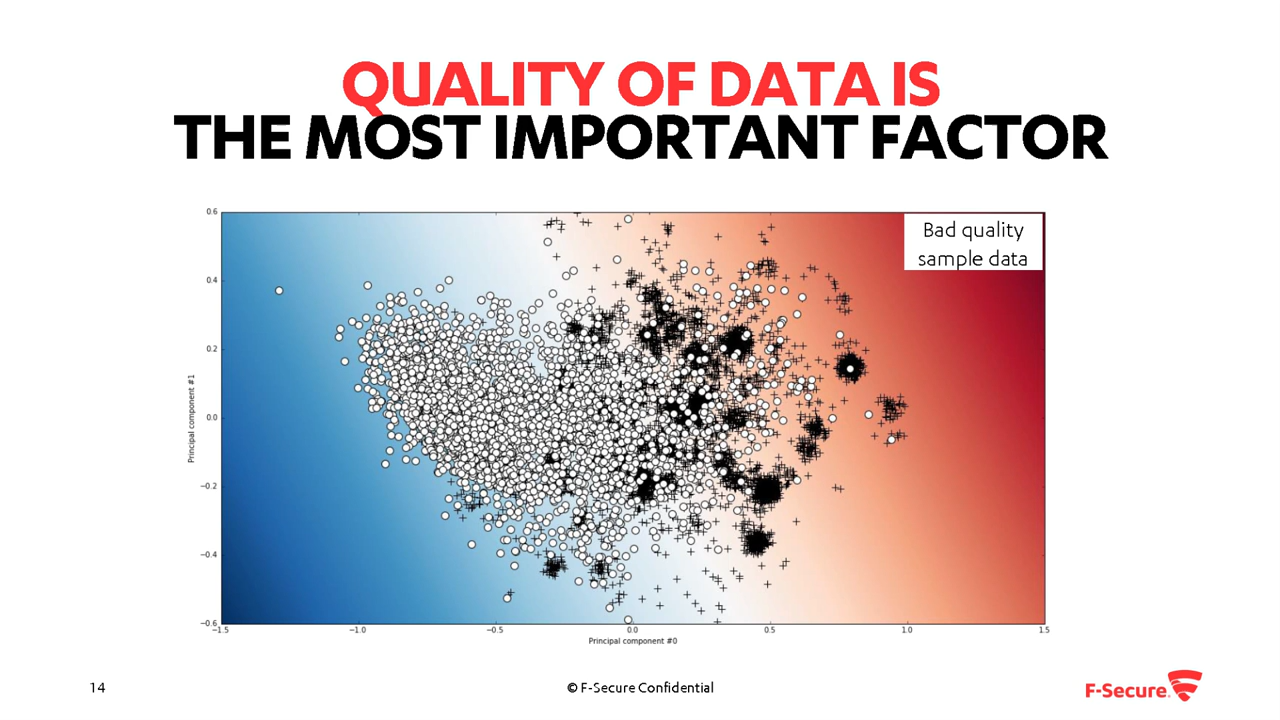 QUALITY OF DATA IS
THE MOST IMPORTANT FACTOR
Bad quality
sample data
0.6
0.4
0.2
0.0
−0.2
−0.4
−0.6
Principal component #1
−1.5
−1.0
−0.5
0.0
0.5
1.0
1.5
Principal component #0
14
© F-Secure Confidential
F-Secure.